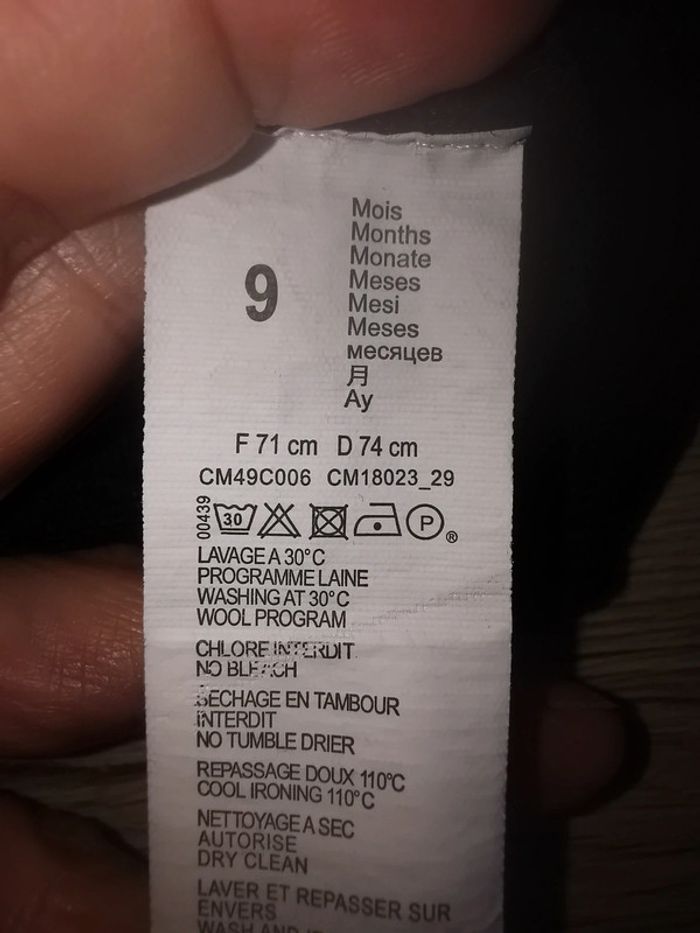 9
Mois
Months
Monate
Meses
Mesi
Meses
месяцев
月
Ay
F 71 cm D 74 cm
CM49C006 CM18023_29
00439
30 P ®
LAVAGE A 30°C
PROGRAMME LAINE
WASHING AT 30°C
WOOL PROGRAM
CHLORE INTERDIT
NO BLEACH
SECHAGE EN TAMBOUR
INTERDIT
NO TUMBLE DRIER
REPASSAGE DOUX 110°C
COOL IRONING 110°C
NETTOYAGE A SEC
AUTORISE
DRY CLEAN
LAVER ET REPASSER SUR
ENVERS
WASH AND